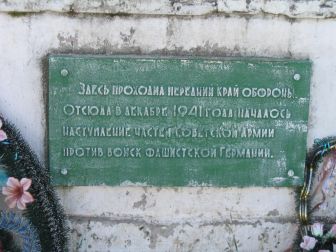 Здесь проходил передний край обороны.
Отсюда в декабре 1941 года началось
наступление частей Советской Армии
против войск фашистской Германии.